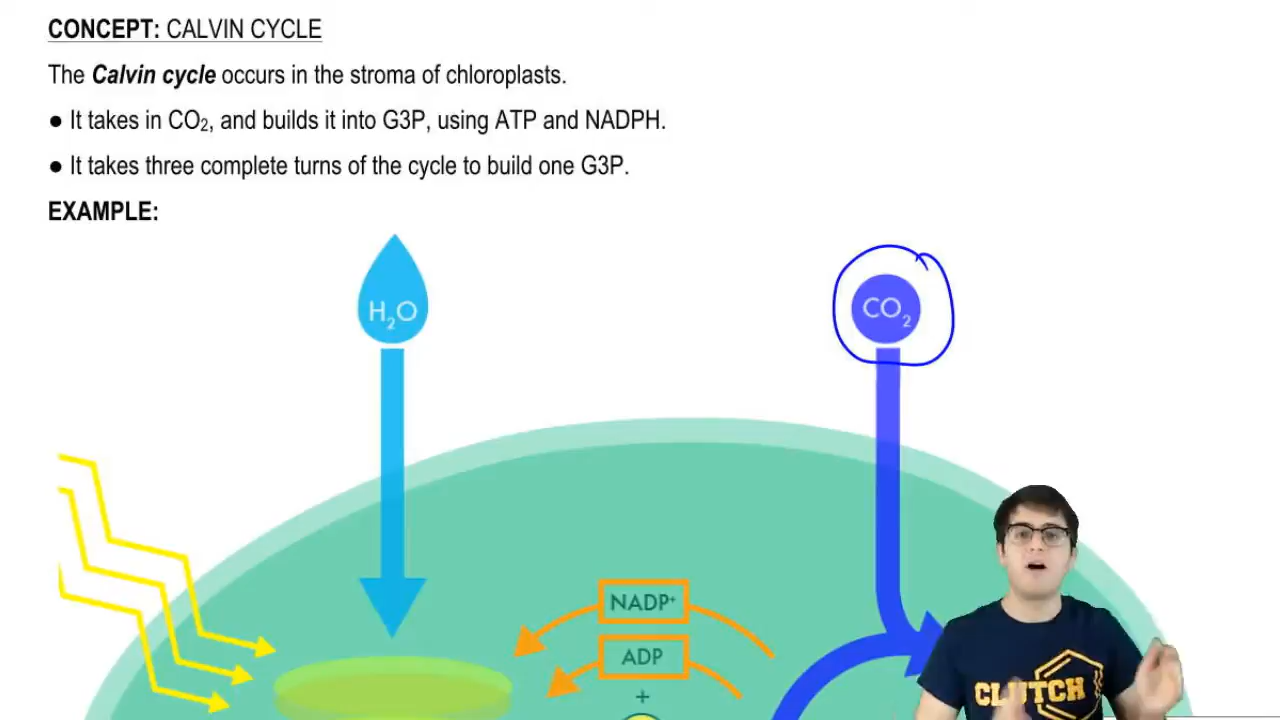 CONCEPT: CALVIN CYCLE
The Calvin cycle occurs in the stroma of chloroplasts.
● It takes in CO₂, and builds it into G3P, using ATP and NADPH.
● It takes three complete turns of the cycle to build one G3P.
EXAMPLE:
H₂O
CO₂
NADP⁺
ADP
+
CLUTCH